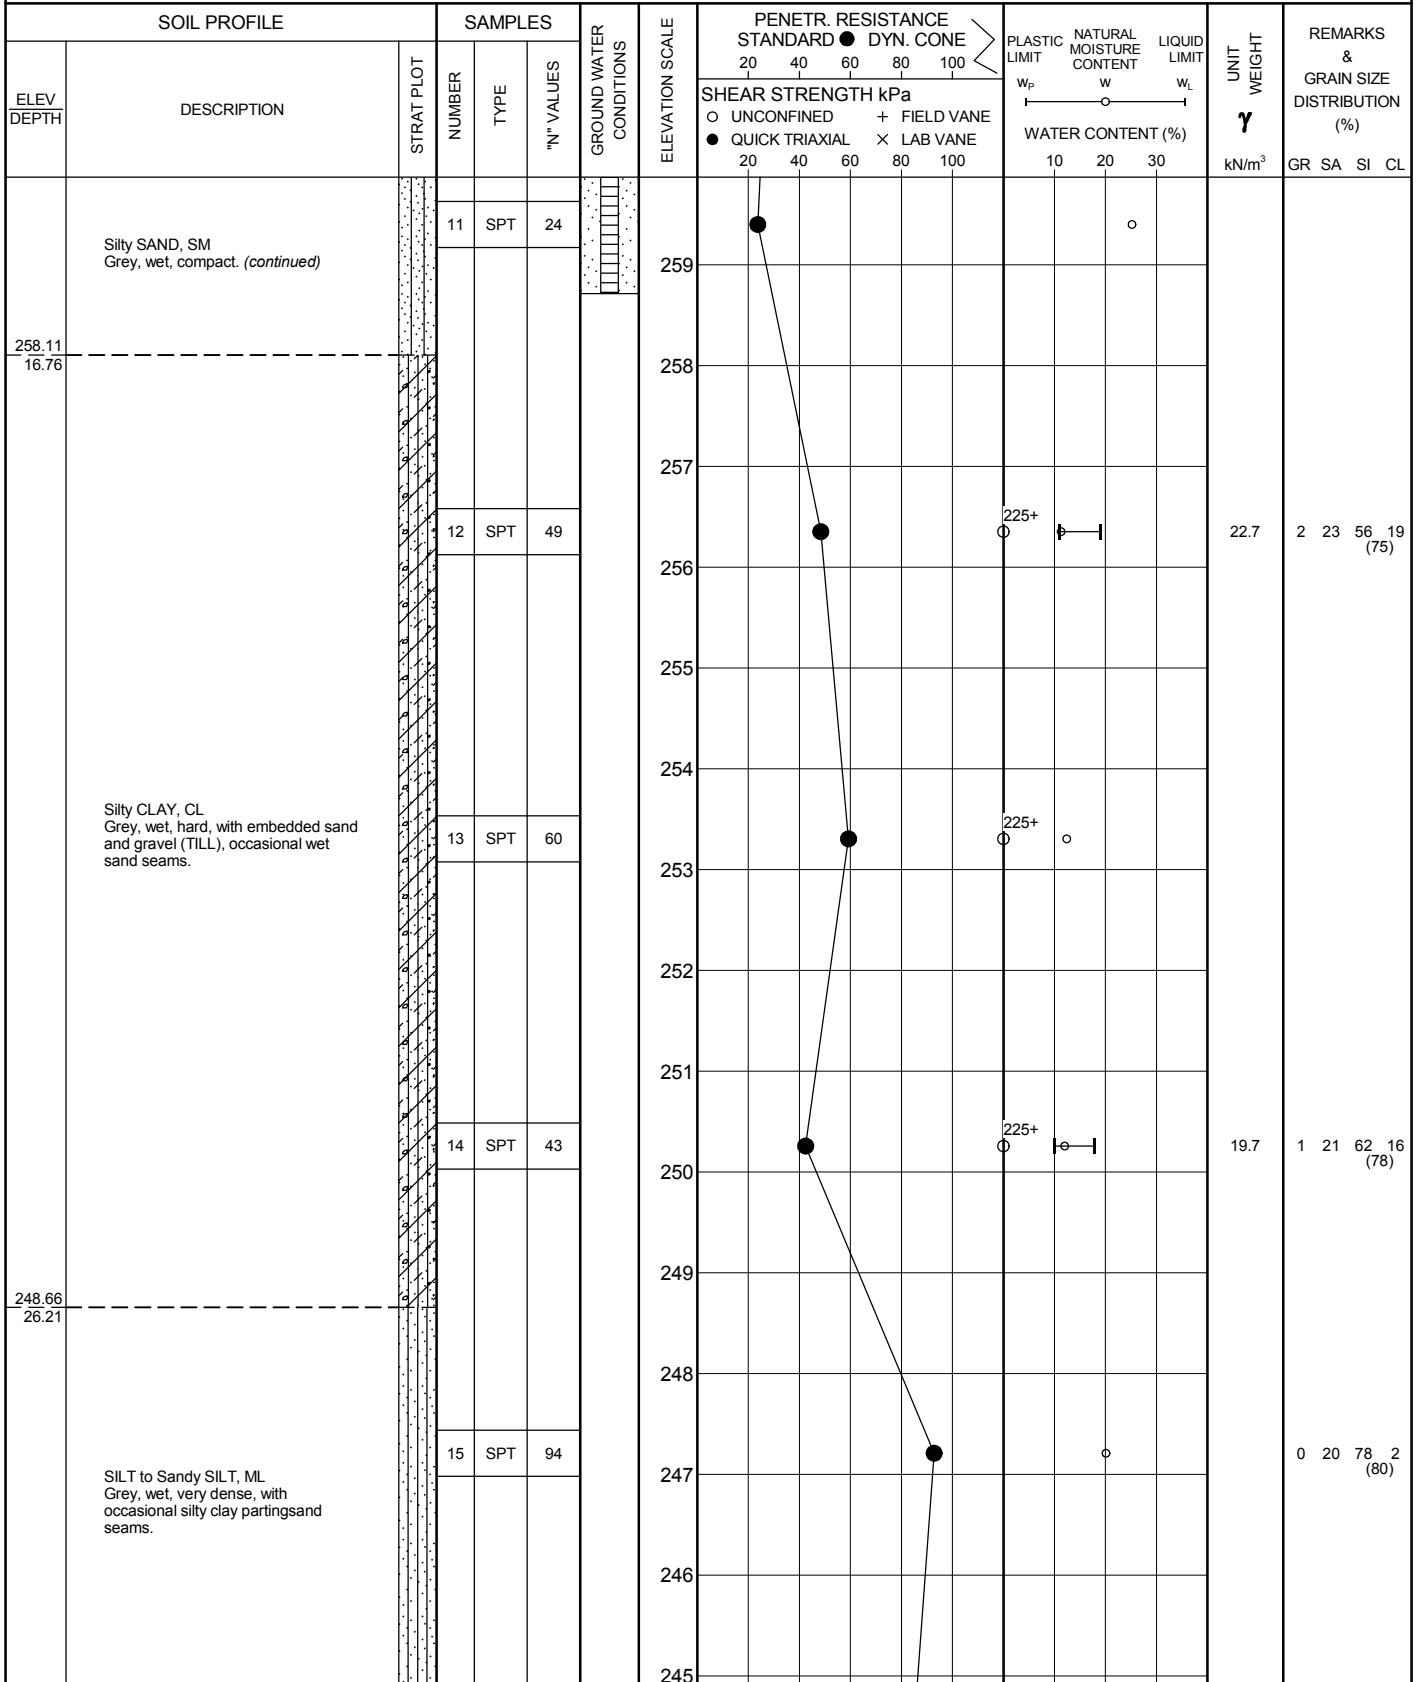 SOIL PROFILE
SAMPLES
GROUND WATER
CONDITIONS
ELEVATION SCALE
PENETR. RESISTANCE
STANDARD ● DYN. CONE
20 40 60 80 100
PLASTIC
LIMIT
NATURAL
MOISTURE
CONTENT
LIQUID
LIMIT
WP W WL
WATER CONTENT (%)
10 20 30
UNIT
WEIGHT
γ
kN/m³
REMARKS
&
GRAIN SIZE
DISTRIBUTION
(%)
GR SA SI CL
ELEV
DEPTH
DESCRIPTION
STRAT PLOT
NUMBER
TYPE
"N" VALUES
SHEAR STRENGTH kPa
○ UNCONFINED + FIELD VANE
● QUICK TRIAXIAL × LAB VANE
20 40 60 80 100
11 SPT 24
Silty SAND, SM
Grey, wet, compact. (continued)
259
258.11
16.76
258
257
12 SPT 49
225+
22.7
2 23 56 19
(75)
256
255
254
Silty CLAY, CL
Grey, wet, hard, with embedded sand
and gravel (TILL), occasional wet
sand seams.
13 SPT 60
225+
253
252
251
14 SPT 43
225+
19.7
1 21 62 16
(78)
250
249
248.66
26.21
248
15 SPT 94
0 20 78 2
(80)
247
SILT to Sandy SILT, ML
Grey, wet, very dense, with
occasional silty clay partingsand
seams.
246
245